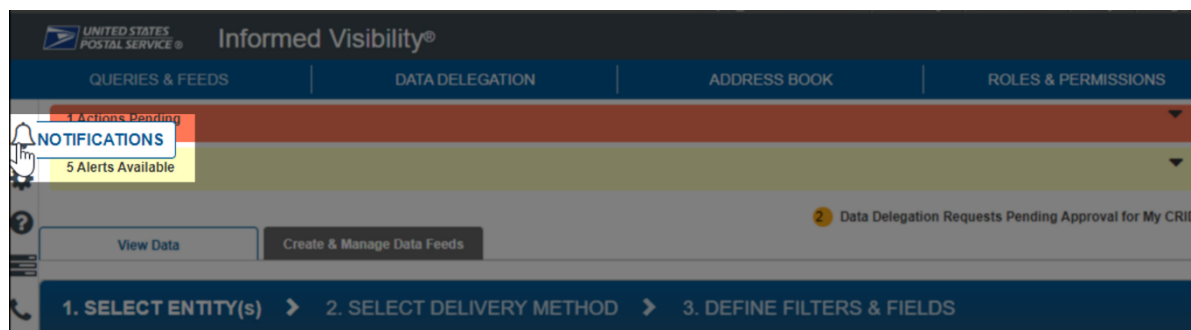 UNITED STATES
POSTAL SERVICE ®
Informed Visibility®
QUERIES & FEEDS
DATA DELEGATION
ADDRESS BOOK
ROLES & PERMISSIONS
1 Actions Pending
NOTIFICATIONS
5 Alerts Available
2 Data Delegation Requests Pending Approval for My CRID
View Data
Create & Manage Data Feeds
1. SELECT ENTITY(s)
2. SELECT DELIVERY METHOD
3. DEFINE FILTERS & FIELDS